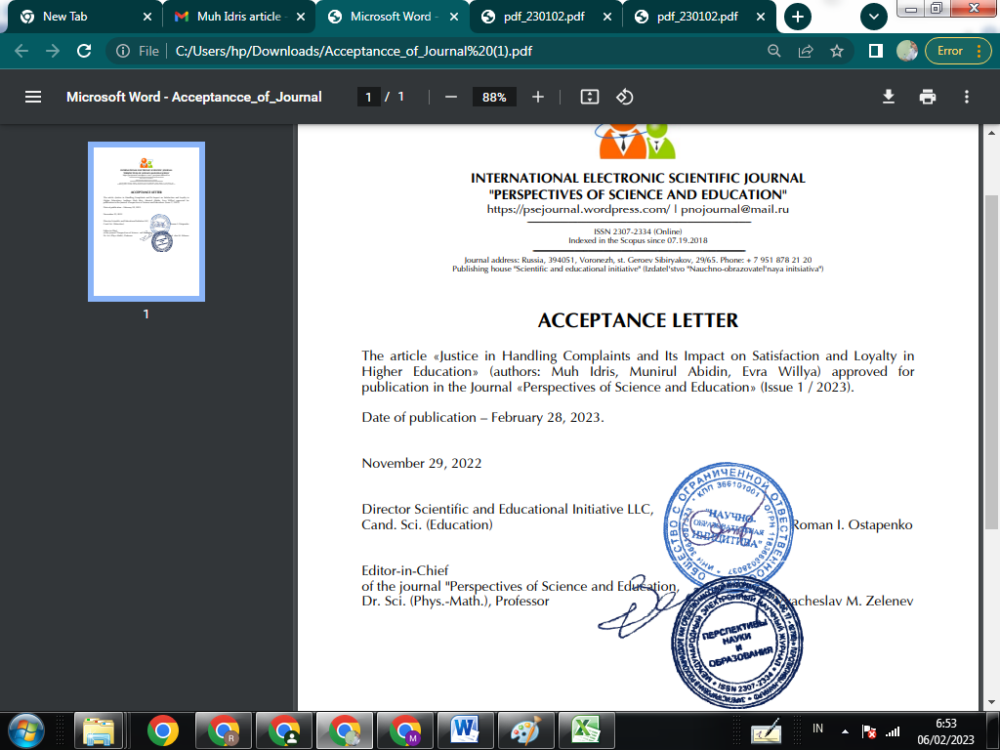 New Tab
Muh Idris article -
Microsoft Word -
pdf_230102.pdf
pdf_230102.pdf
File
C:/Users/hp/Downloads/Acceptancce_of_Journal%20(1).pdf
Error
Microsoft Word - Acceptancce_of_Journal
1 / 1
88%
1
INTERNATIONAL ELECTRONIC SCIENTIFIC JOURNAL
"PERSPECTIVES OF SCIENCE AND EDUCATION"
https://psejournal.wordpress.com/ | pnojournal@mail.ru
ISSN 2307-2334 (Online)
Indexed in the Scopus since 07.19.2018
Journal address: Russia, 394051, Voronezh, st. Geroev Sibiryakov, 29/65. Phone: + 7 951 878 21 20
Publishing house "Scientific and educational initiative" (Izdatel'stvo "Nauchno-obrazovatel'naya initsiativa")
ACCEPTANCE LETTER
The article «Justice in Handling Complaints and Its Impact on Satisfaction and Loyalty in
Higher Education» (authors: Muh Idris, Munirul Abidin, Evra Willya) approved for
publication in the Journal «Perspectives of Science and Education» (Issue 1 / 2023).
Date of publication – February 28, 2023.
November 29, 2022
Director Scientific and Educational Initiative LLC,
Cand. Sci. (Education)
Roman I. Ostapenko
ОБЩЕСТВО С ОГРАНИЧЕННОЙ ОТВЕТСТВЕННО
КПП 366101001
"НАУЧНО-
ОБРАЗОВАТЕЛЬНАЯ
ИНИЦИАТИВА"
Editor-in-Chief
of the journal "Perspectives of Science and Education,
Dr. Sci. (Phys.-Math.), Professor
acheslav M. Zelenev
МЕЖДУНАРОДНЫЙ ЭЛЕКТРОННЫЙ НАУЧНЫЙ ЖУРНАЛ
ПЕРСПЕКТИВЫ
НАУКИ
И
ОБРАЗОВАНИЯ
ISSN 2307-2334
R
M
IN
6:53
06/02/2023